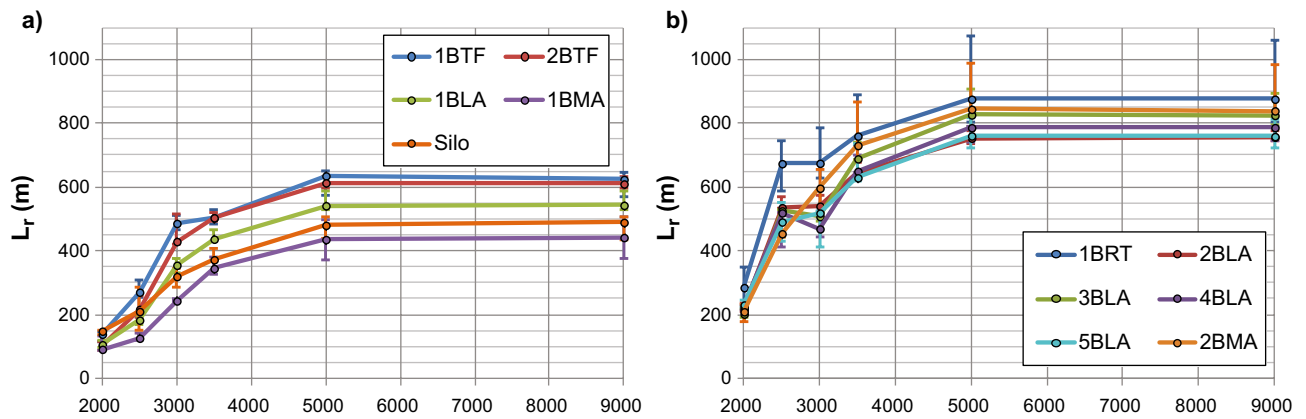 a)
1000
800
600
400
200
0
L_r (m)
1BTF 2BTF
1BLA 1BMA
Silo
2000 3000 4000 5000 6000 7000 8000 9000
b)
1000
800
600
400
200
0
L_r (m)
1BRT 2BLA
3BLA 4BLA
5BLA 2BMA
2000 3000 4000 5000 6000 7000 8000 9000